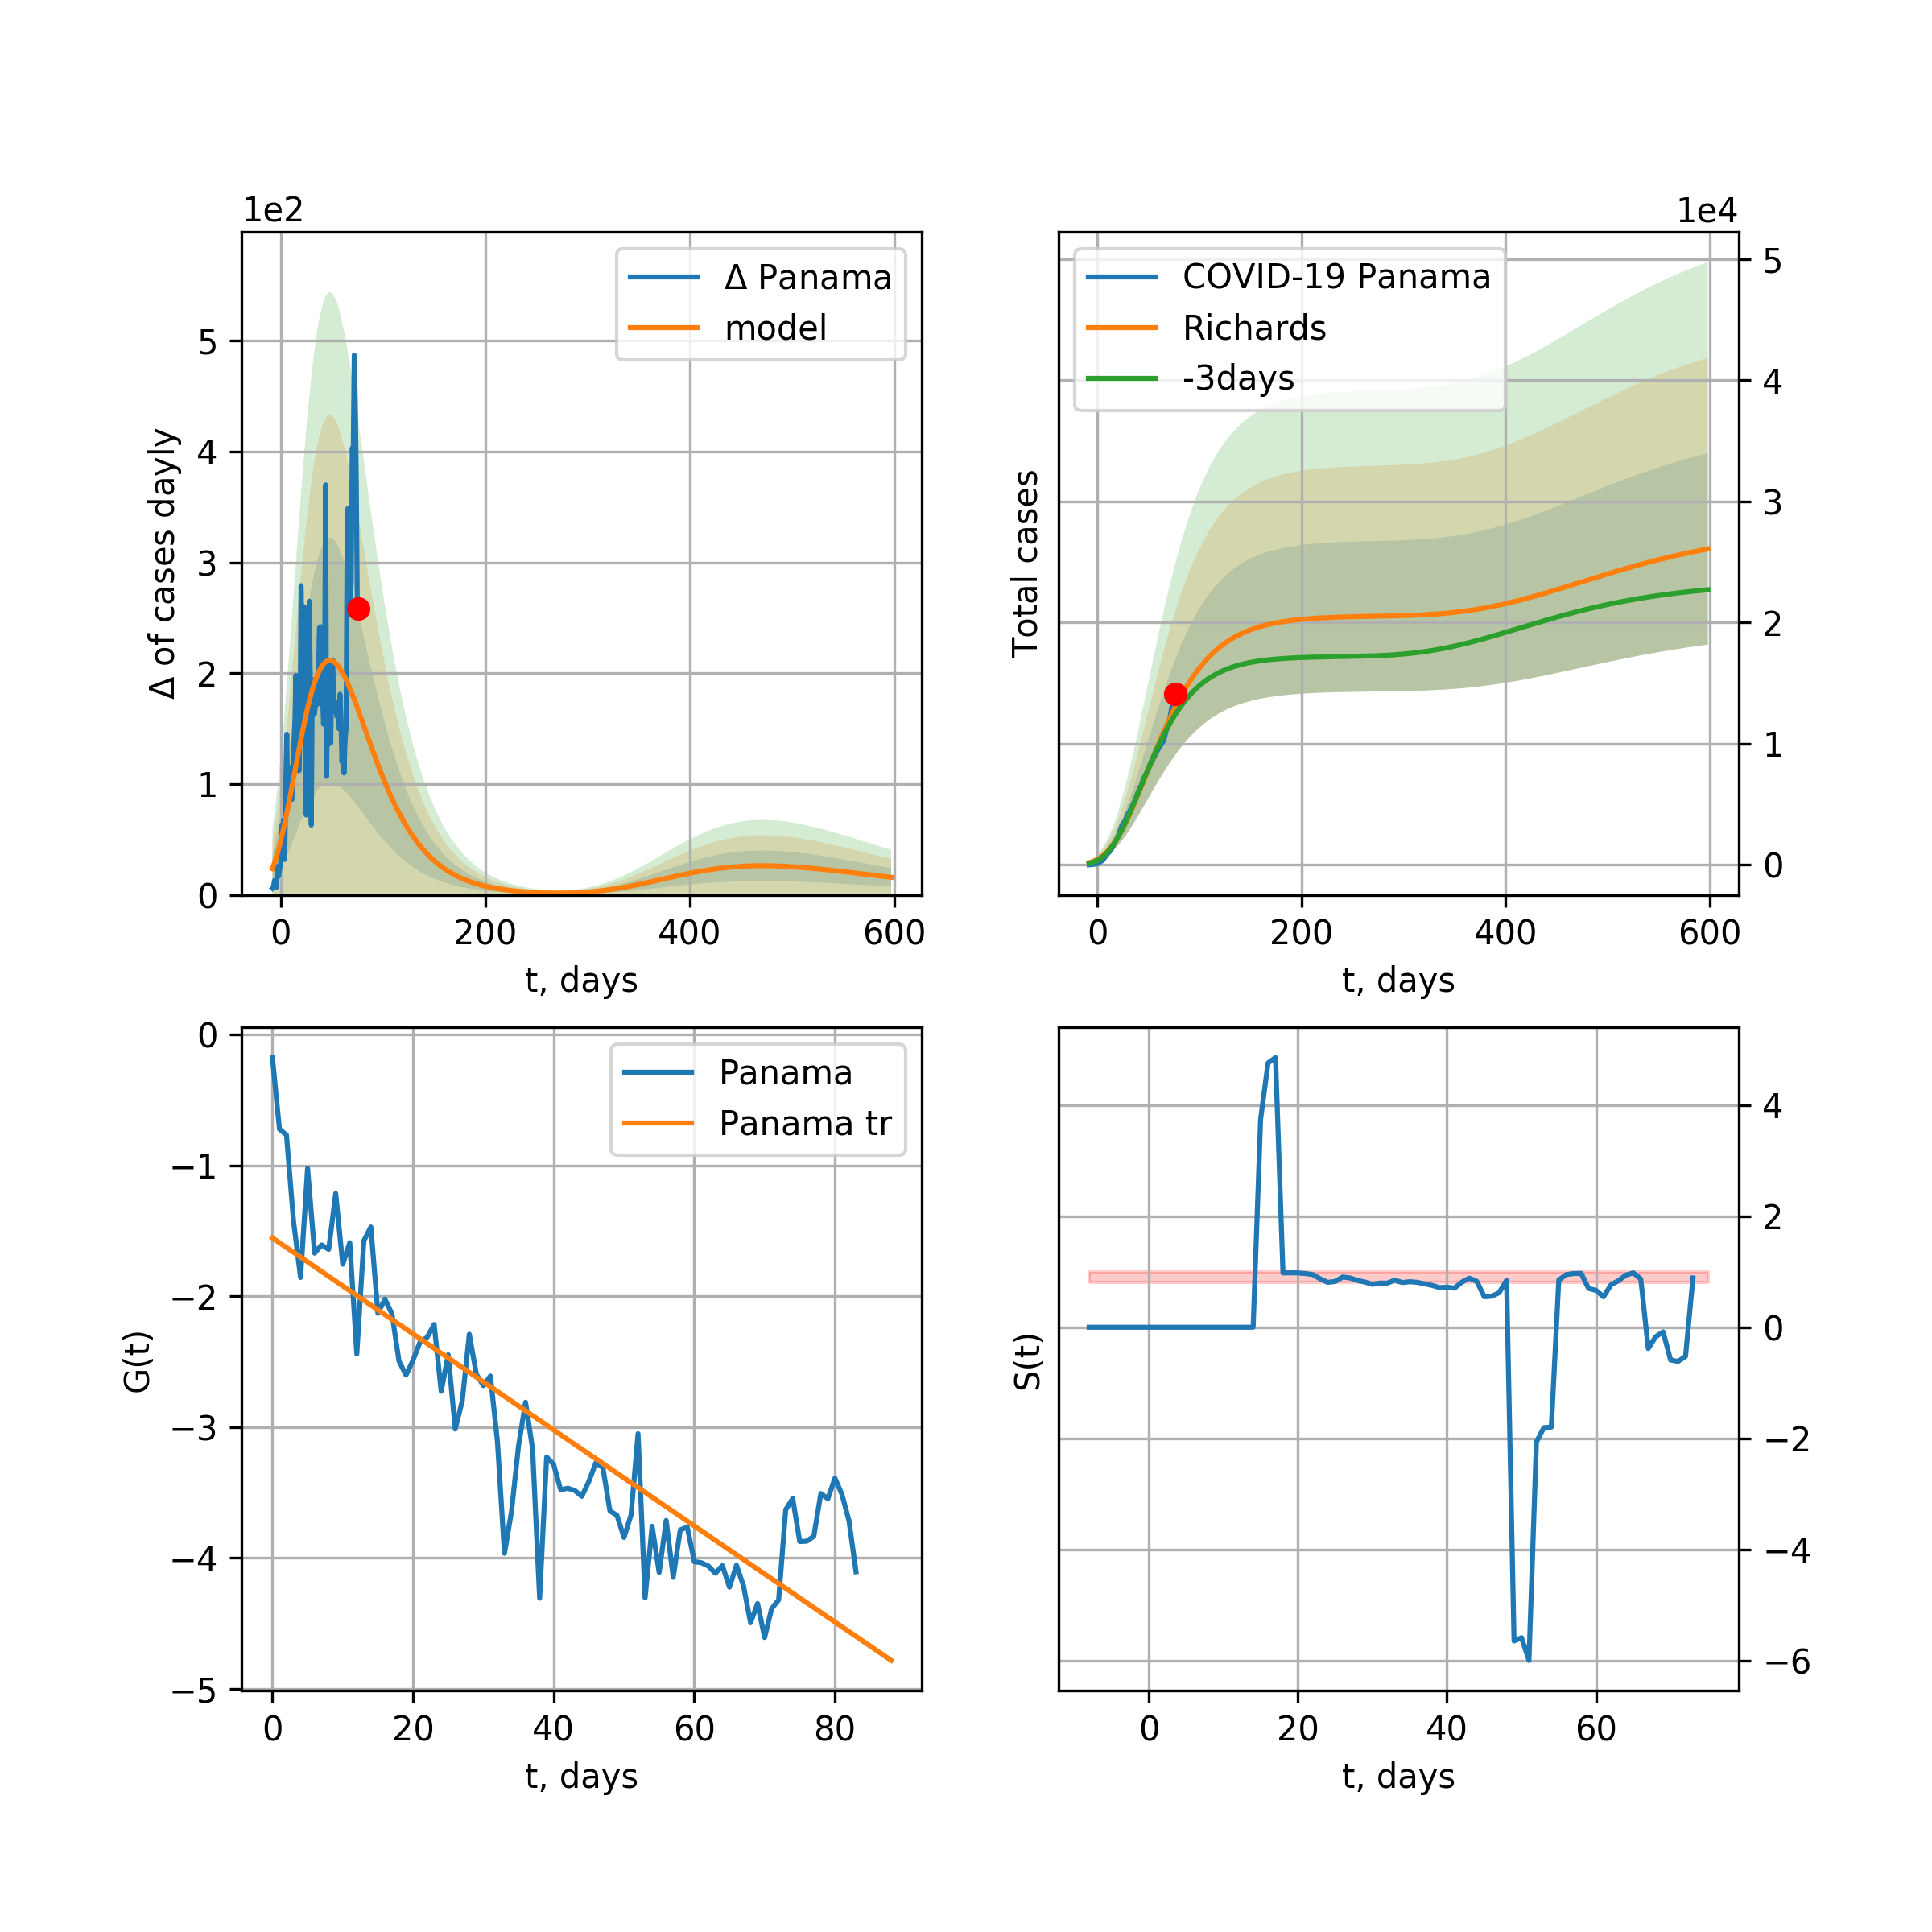 1e2
Δ of cases dayly
5
4
3
2
1
0
0 200 400 600
t, days
Δ Panama
model
1e4
Total cases
5
4
3
2
1
0
0 200 400 600
t, days
COVID-19 Panama
Richards
-3days
G(t)
0
−1
−2
−3
−4
−5
0 20 40 60 80
t, days
Panama
Panama tr
S(t)
4
2
0
−2
−4
−6
0 20 40 60
t, days